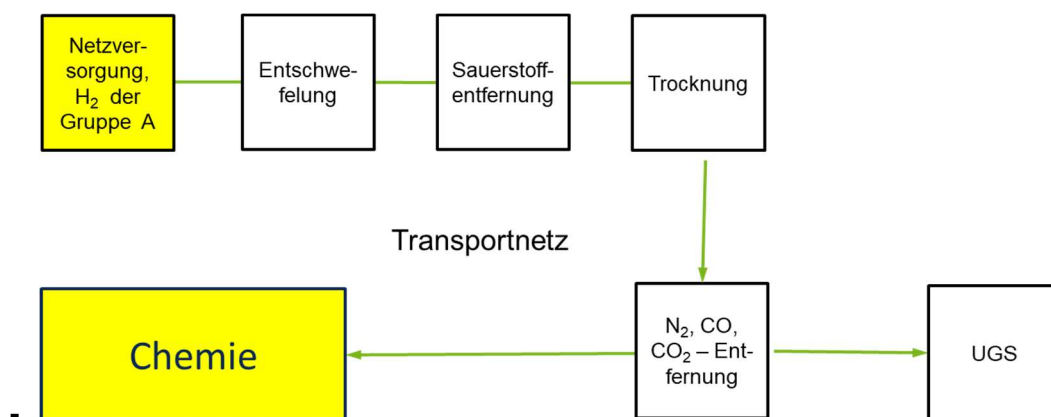 Netzver-
sorgung,
H₂ der
Gruppe A
Entschwe-
felung
Sauerstoff-
entfernung
Trocknung
Transportnetz
Chemie
N₂, CO,
CO₂ – Ent-
fernung
UGS